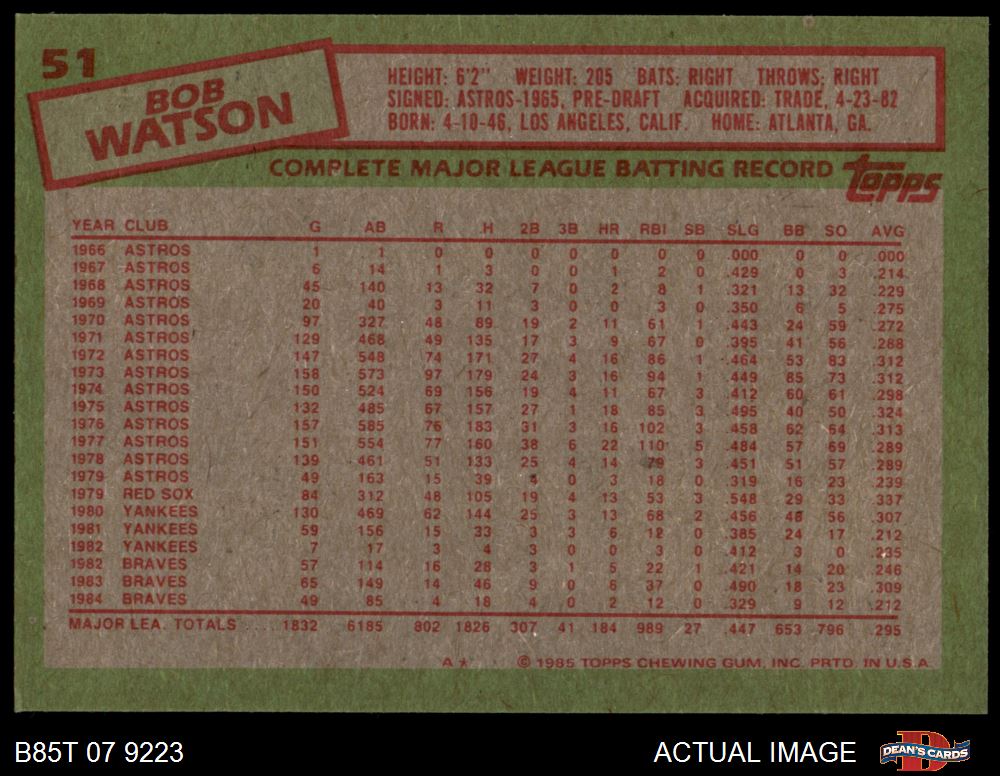 51
BOB
WATSON
HEIGHT: 6'2" WEIGHT: 205 BATS: RIGHT THROWS: RIGHT
SIGNED: ASTROS-1965, PRE-DRAFT ACQUIRED: TRADE, 4-23-82
BORN: 4-10-46, LOS ANGELES, CALIF. HOME: ATLANTA, GA.
COMPLETE MAJOR LEAGUE BATTING RECORD topps
YEAR CLUB G AB R H 2B 3B HR RBI SB SLG BB SO AVG
1966 ASTROS 1 1 0 0 0 0 0 0 0 .000 0 0 .000
1967 ASTROS 6 14 1 3 0 0 1 2 0 .429 0 3 .214
1968 ASTROS 45 140 13 32 7 0 2 8 1 .321 13 32 .229
1969 ASTROS 20 40 3 11 3 0 0 3 0 .350 6 5 .275
1970 ASTROS 97 327 48 89 19 2 11 61 1 .443 24 59 .272
1971 ASTROS 129 468 49 135 17 3 9 67 0 .395 41 56 .288
1972 ASTROS 147 548 74 171 27 4 16 86 1 .464 53 83 .312
1973 ASTROS 158 573 97 179 24 3 16 94 1 .449 85 73 .312
1974 ASTROS 150 524 69 156 19 4 11 67 3 .412 60 61 .298
1975 ASTROS 132 485 67 157 27 1 18 85 3 .495 40 50 .324
1976 ASTROS 157 585 76 183 31 3 16 102 3 .458 62 64 .313
1977 ASTROS 151 554 77 160 38 6 22 110 5 .484 57 69 .289
1978 ASTROS 139 461 51 133 25 4 14 79 3 .451 51 57 .289
1979 ASTROS 49 163 15 39 4 0 3 18 0 .319 16 23 .239
1979 RED SOX 84 312 48 105 19 4 13 53 3 .548 29 33 .337
1980 YANKEES 130 469 62 144 25 3 13 68 2 .456 48 56 .307
1981 YANKEES 59 156 15 33 3 3 6 12 0 .385 24 17 .212
1982 YANKEES 7 17 3 4 3 0 0 3 0 .412 3 0 .235
1982 BRAVES 57 114 16 28 3 1 5 22 1 .421 14 20 .246
1983 BRAVES 65 149 14 46 9 0 6 37 0 .490 18 23 .309
1984 BRAVES 49 85 4 18 4 0 2 12 0 .329 9 12 .212
MAJOR LEA. TOTALS .... 1832 6185 802 1826 307 41 184 989 27 .447 653 796 .295
A* © 1985 TOPPS CHEWING GUM, INC. PRTD. IN U.S.A.
B85T 07 9223 ACTUAL IMAGE DEAN'S CARDS